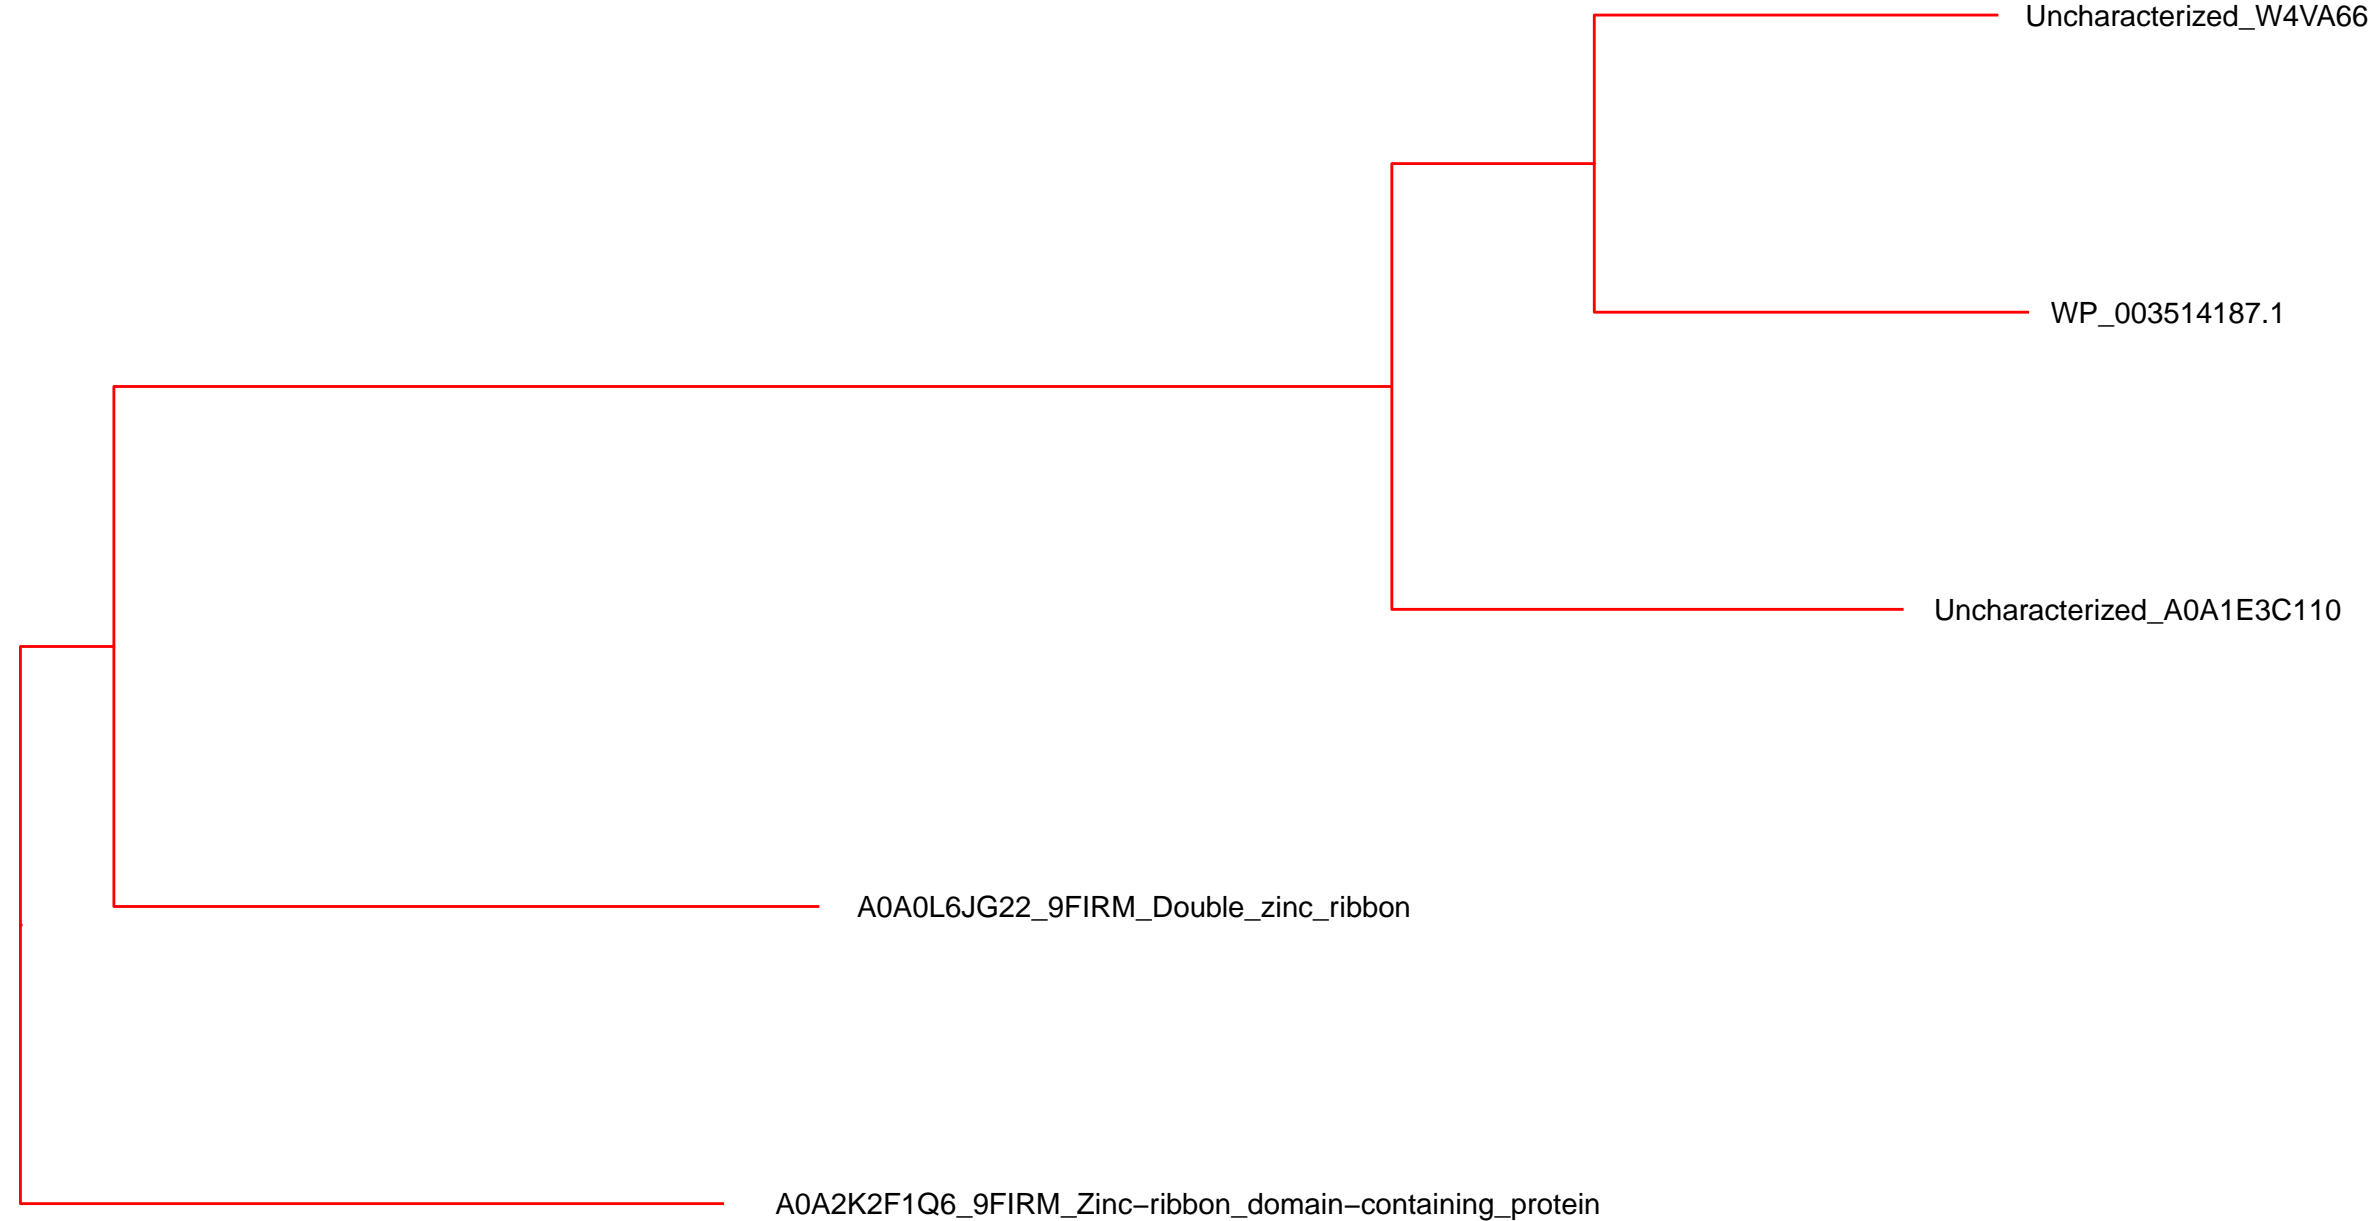 Uncharacterized_W4VA66
WP_003514187.1
Uncharacterized_A0A1E3C110
A0A0L6JG22_9FIRM_Double_zinc_ribbon
A0A2K2F1Q6_9FIRM_Zinc−ribbon_domain−containing_protein